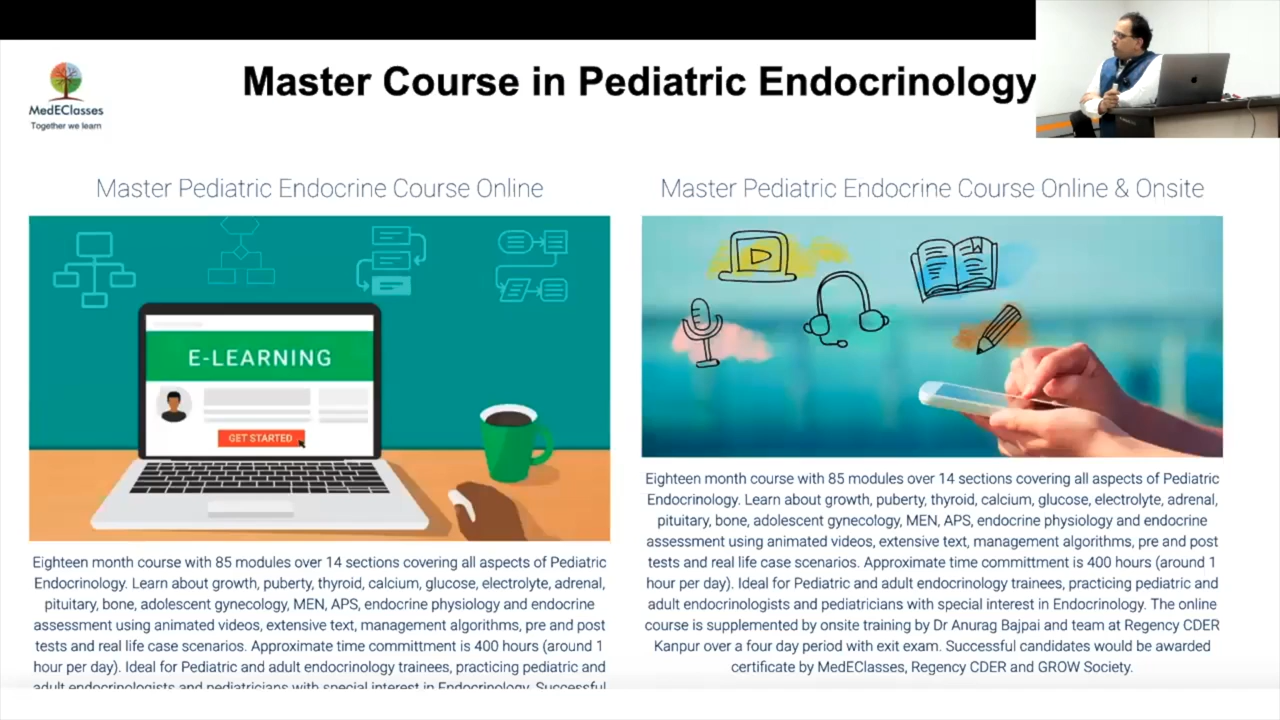 Master Course in Pediatric Endocrinology
MedEClasses
Together we learn
Master Pediatric Endocrine Course Online
E-LEARNING
GET STARTED
Eighteen month course with 85 modules over 14 sections covering all aspects of Pediatric
Endocrinology. Learn about growth, puberty, thyroid, calcium, glucose, electrolyte, adrenal,
pituitary, bone, adolescent gynecology, MEN, APS, endocrine physiology and endocrine
assessment using animated videos, extensive text, management algorithms, pre and post
tests and real life case scenarios. Approximate time committment is 400 hours (around 1
hour per day). Ideal for Pediatric and adult endocrinology trainees, practicing pediatric and
adult endocrinologists and pediatricians with special interest in Endocrinology. Successful
Master Pediatric Endocrine Course Online & Onsite
Eighteen month course with 85 modules over 14 sections covering all aspects of Pediatric
Endocrinology. Learn about growth, puberty, thyroid, calcium, glucose, electrolyte, adrenal,
pituitary, bone, adolescent gynecology, MEN, APS, endocrine physiology and endocrine
assessment using animated videos, extensive text, management algorithms, pre and post
tests and real life case scenarios. Approximate time committment is 400 hours (around 1
hour per day). Ideal for Pediatric and adult endocrinology trainees, practicing pediatric and
adult endocrinologists and pediatricians with special interest in Endocrinology. The online
course is supplemented by onsite training by Dr Anurag Bajpai and team at Regency CDER
Kanpur over a four day period with exit exam. Successful candidates would be awarded
certificate by MedEClasses, Regency CDER and GROW Society.